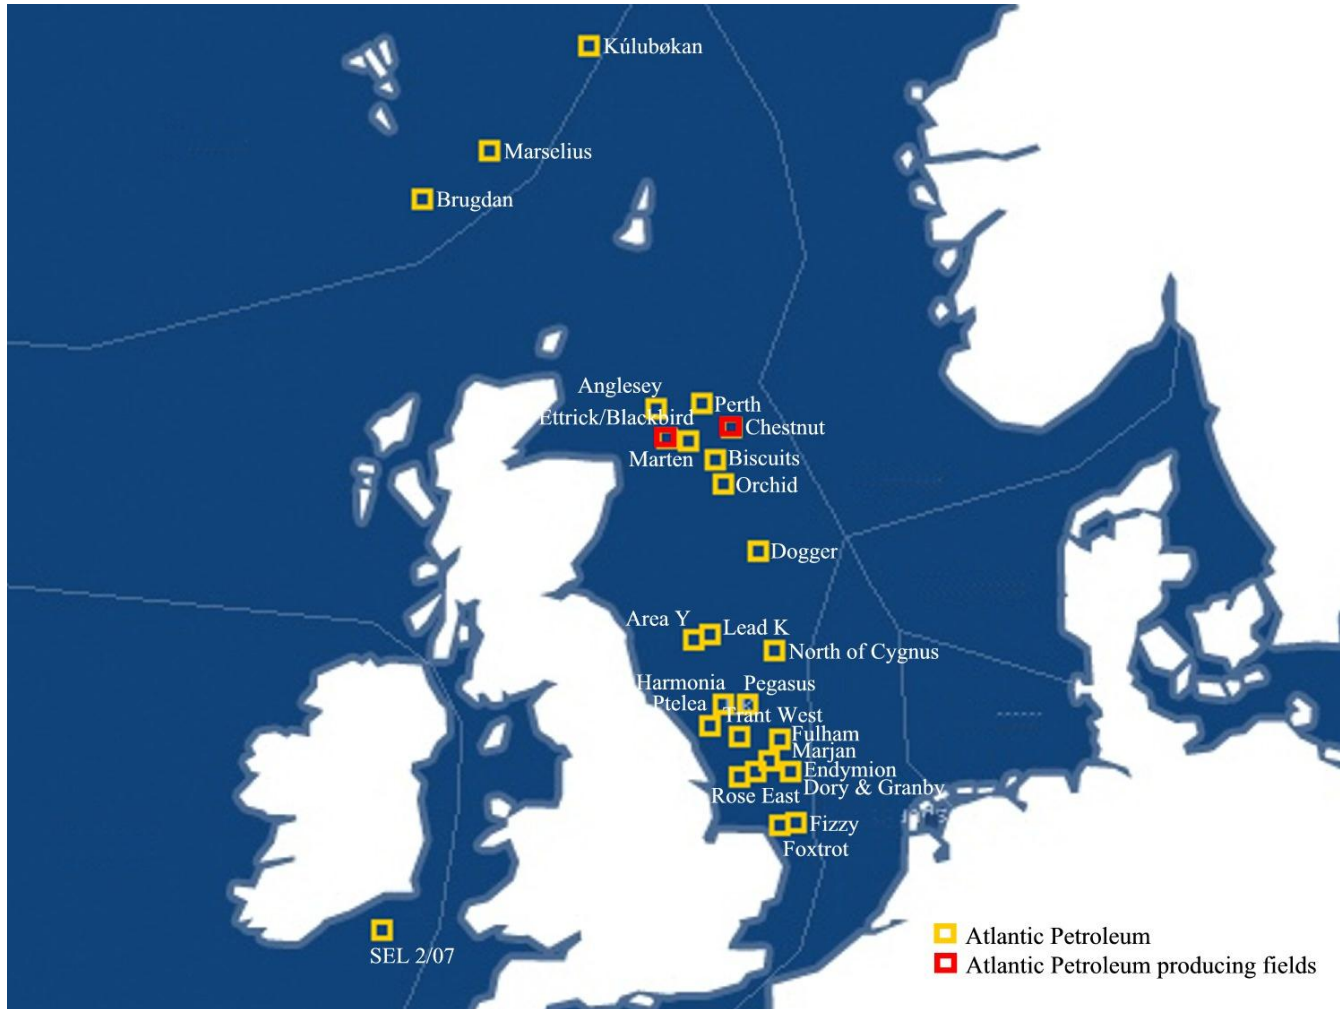 Kúlubøkan
Marselius
Brugdan
Anglesey
Perth
Ettrick/Blackbird
Chestnut
Marten
Biscuits
Orchid
Dogger
Area Y
Lead K
North of Cygnus
Harmonia
Pegasus
Ptelea
Trant West
Fulham
Marjan
Endymion
Dory & Granby
Rose East
Fizzy
Foxtrot
SEL 2/07
Atlantic Petroleum
Atlantic Petroleum producing fields